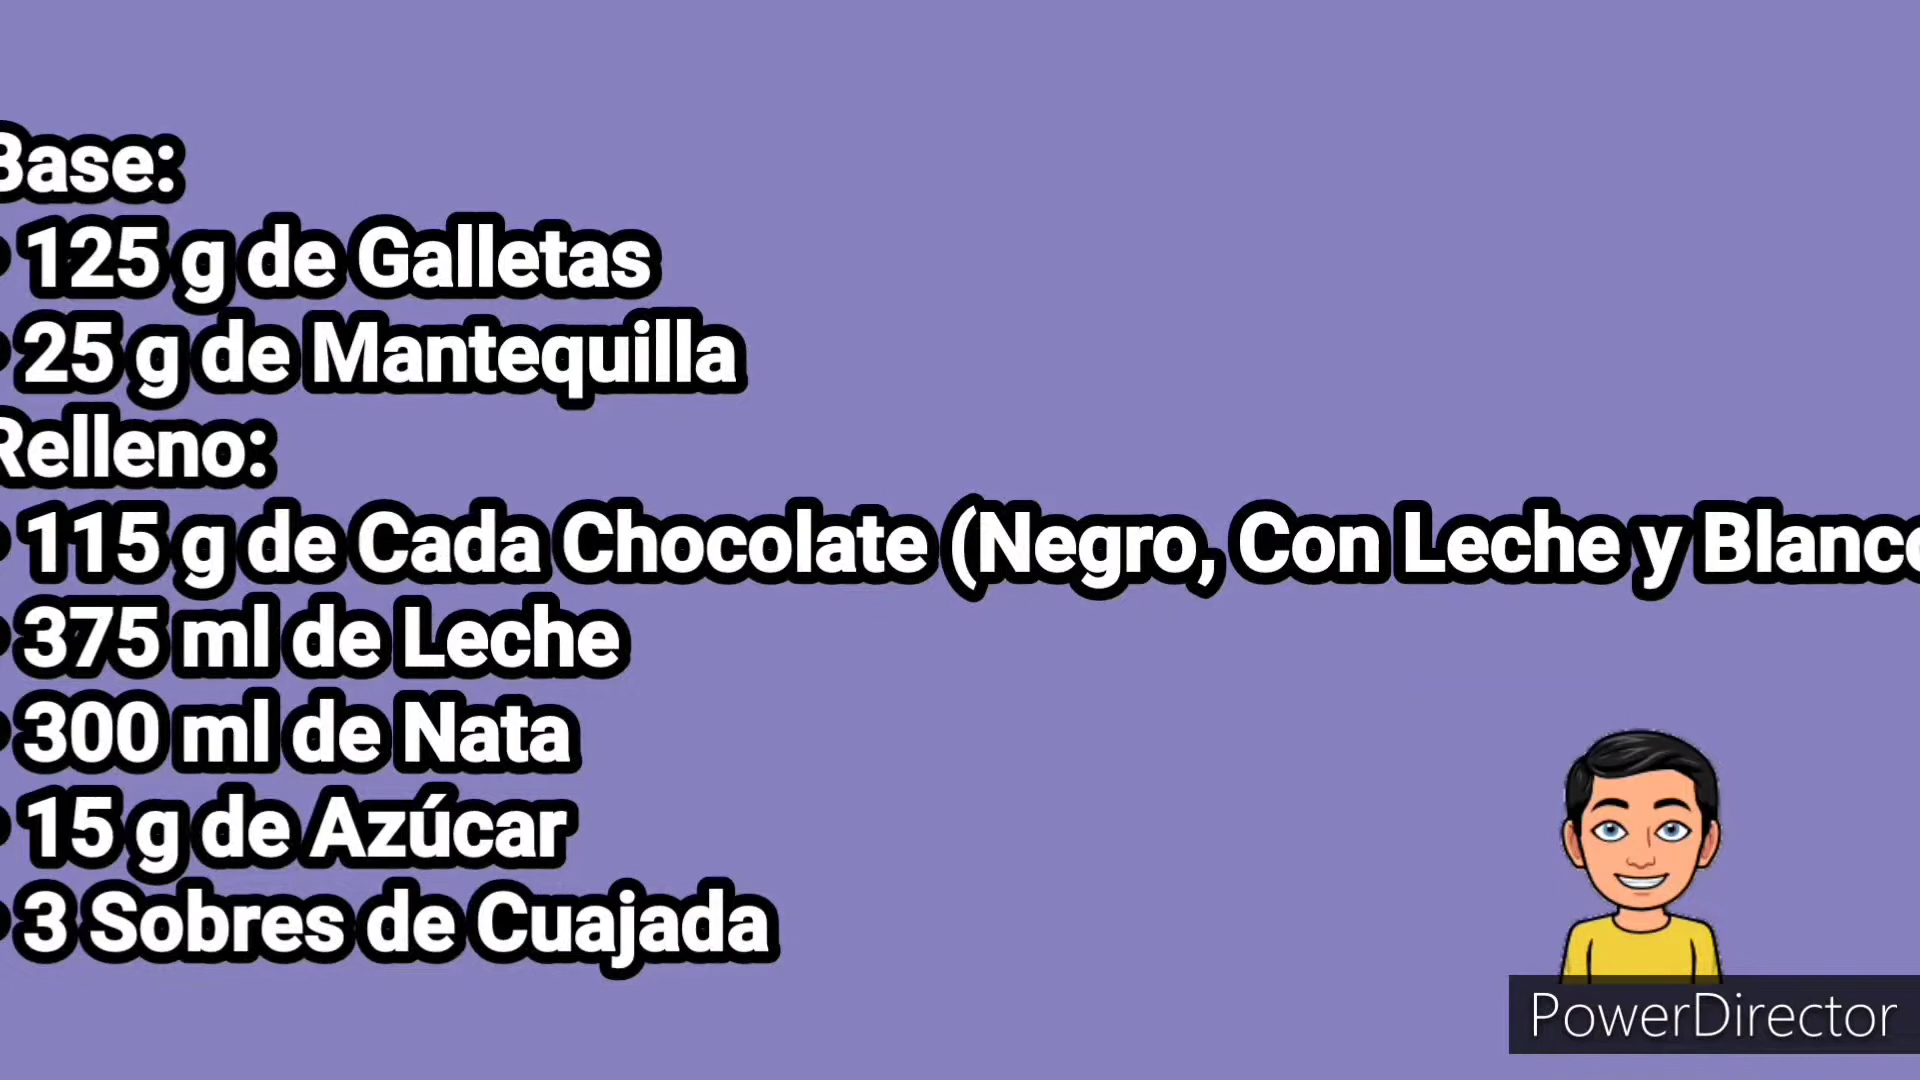 Base:
• 125 g de Galletas
• 25 g de Mantequilla
Relleno:
• 115 g de Cada Chocolate (Negro, Con Leche y Blanco
• 375 ml de Leche
• 300 ml de Nata
• 15 g de Azúcar
• 3 Sobres de Cuajada
PowerDirector